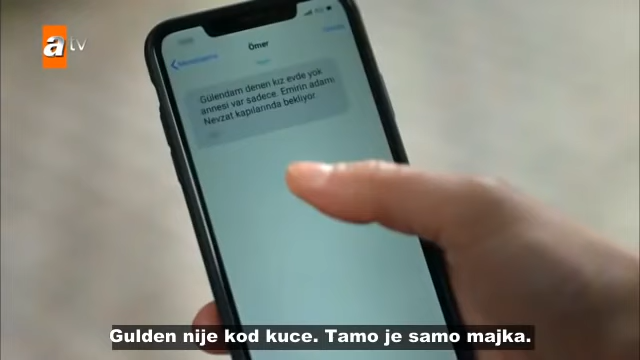 atv
Ömer
Gülendam denen kız evde yok
annesi var sadece. Eminin adamı
Nevzat kapılarında bekliyor.
Gulden nije kod kuce. Tamo je samo majka.